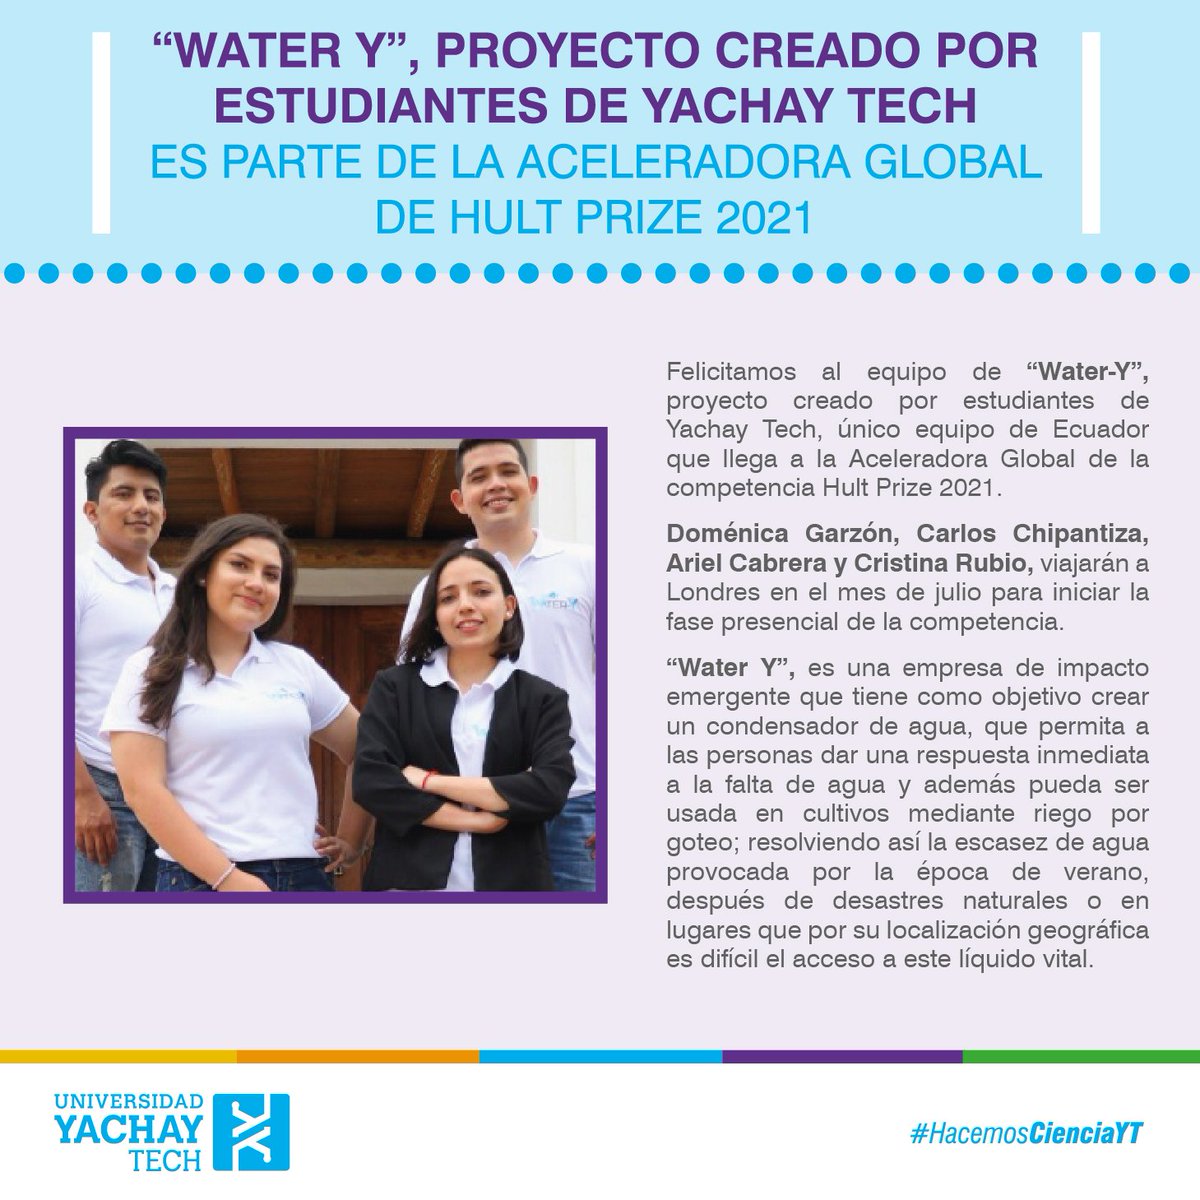 “WATER Y”, PROYECTO CREADO POR
ESTUDIANTES DE YACHAY TECH
ES PARTE DE LA ACELERADORA GLOBAL
DE HULT PRIZE 2021
Felicitamos al equipo de “Water-Y”,
proyecto creado por estudiantes de
Yachay Tech, único equipo de Ecuador
que llega a la Aceleradora Global de la
competencia Hult Prize 2021.
Doménica Garzón, Carlos Chipantiza,
Ariel Cabrera y Cristina Rubio, viajarán a
Londres en el mes de julio para iniciar la
fase presencial de la competencia.
“Water Y”, es una empresa de impacto
emergente que tiene como objetivo crear
un condensador de agua, que permita a
las personas dar una respuesta inmediata
a la falta de agua y además pueda ser
usada en cultivos mediante riego por
goteo; resolviendo así la escasez de agua
provocada por la época de verano,
después de desastres naturales o en
lugares que por su localización geográfica
es difícil el acceso a este líquido vital.
UNIVERSIDAD
YACHAY
TECH
#HacemosCienciaYT